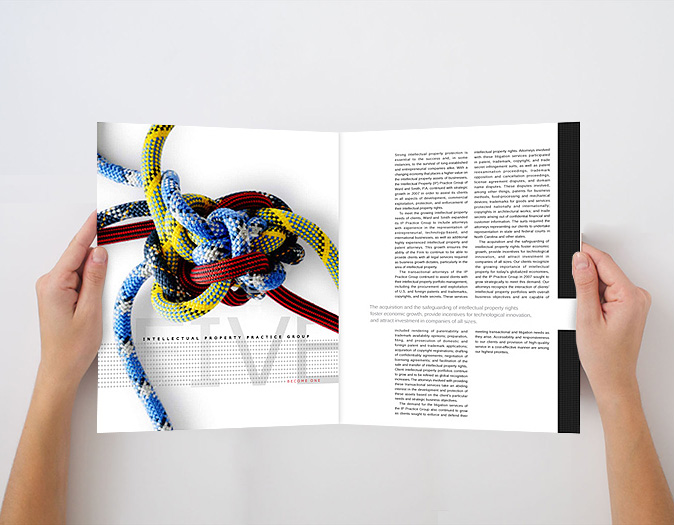 FIVE
INTELLECTUAL PROPERTY PRACTICE GROUP
BECOME ONE
Strong intellectual property protection is
essential to the success and, in some
instances, to the survival of long established
and entrepreneurial companies alike. With a
changing economy that places a higher value on
the intellectual property assets of businesses,
the Intellectual Property (IP) Practice Group of
Ward and Smith, P.A. continued with strategic
growth in 2007 in order to assist its clients
in all aspects of development, commercial
exploitation, protection, and enforcement of
their intellectual property rights.
To meet the growing intellectual property
needs of clients, Ward and Smith expanded
its IP Practice Group to include attorneys
with experience in the representation of
entrepreneurial, technology-based, and
international businesses, as well as additional
highly experienced intellectual property and
patent attorneys. This growth ensures the
ability of the Firm to continue to be able to
provide clients with all legal services required
as business growth dictates, particularly in the
area of intellectual property.
The transactional attorneys of the IP
Practice Group continued to assist clients with
their intellectual property portfolio management,
including the procurement and exploitation
of U.S. and foreign patents and trademarks,
copyrights, and trade secrets. These services
intellectual property rights. Attorneys involved
with these litigation services participated
in patent, trademark, copyright, and trade
secret infringement suits, as well as patent
reexamination proceedings, trademark
opposition and cancellation proceedings,
license agreement disputes, and domain
name disputes. These disputes involved,
among other things, patents for business
methods, food-processing and mechanical
devices; trademarks for goods and services
protected nationally and internationally;
copyrights in architectural works; and trade
secrets arising out of confidential financial and
customer information. The suits required the
attorneys representing our clients to undertake
representation in state and federal courts in
North Carolina and other states.
The acquisition and the safeguarding of
intellectual property rights foster economic
growth, provide incentives for technological
innovation, and attract investment in
companies of all sizes. Our clients recognize
the growing importance of intellectual
property for today's globalized economies,
and the IP Practice Group in 2007 sought to
grow strategically to meet this demand. Our
attorneys recognize the interaction of clients'
intellectual property portfolios with overall
business objectives and are capable of
The acquisition and the safeguarding of intellectual property rights
foster economic growth, provide incentives for technological innovation,
and attract investment in companies of all sizes.
included rendering of patentability and
trademark availability opinions; preparation,
filing, and prosecution of domestic and
foreign patent and trademark applications;
acquisition of copyright registrations; drafting
of confidentiality agreements; negotiation of
licensing agreements; and facilitation of the
sale and transfer of intellectual property rights.
Client intellectual property portfolios continue
to grow and to be refined as global recognition
increases. The attorneys involved with providing
these transactional services take an abiding
interest in the development and protection of
these assets based on the client's particular
needs and strategic business objectives.
The demand for the litigation services of
the IP Practice Group also continued to grow
as clients sought to enforce and defend their
meeting transactional and litigation needs as
they arise. Accessibility and responsiveness
to our clients and provision of high-quality
service in a cost-effective manner are among
our highest priorities.